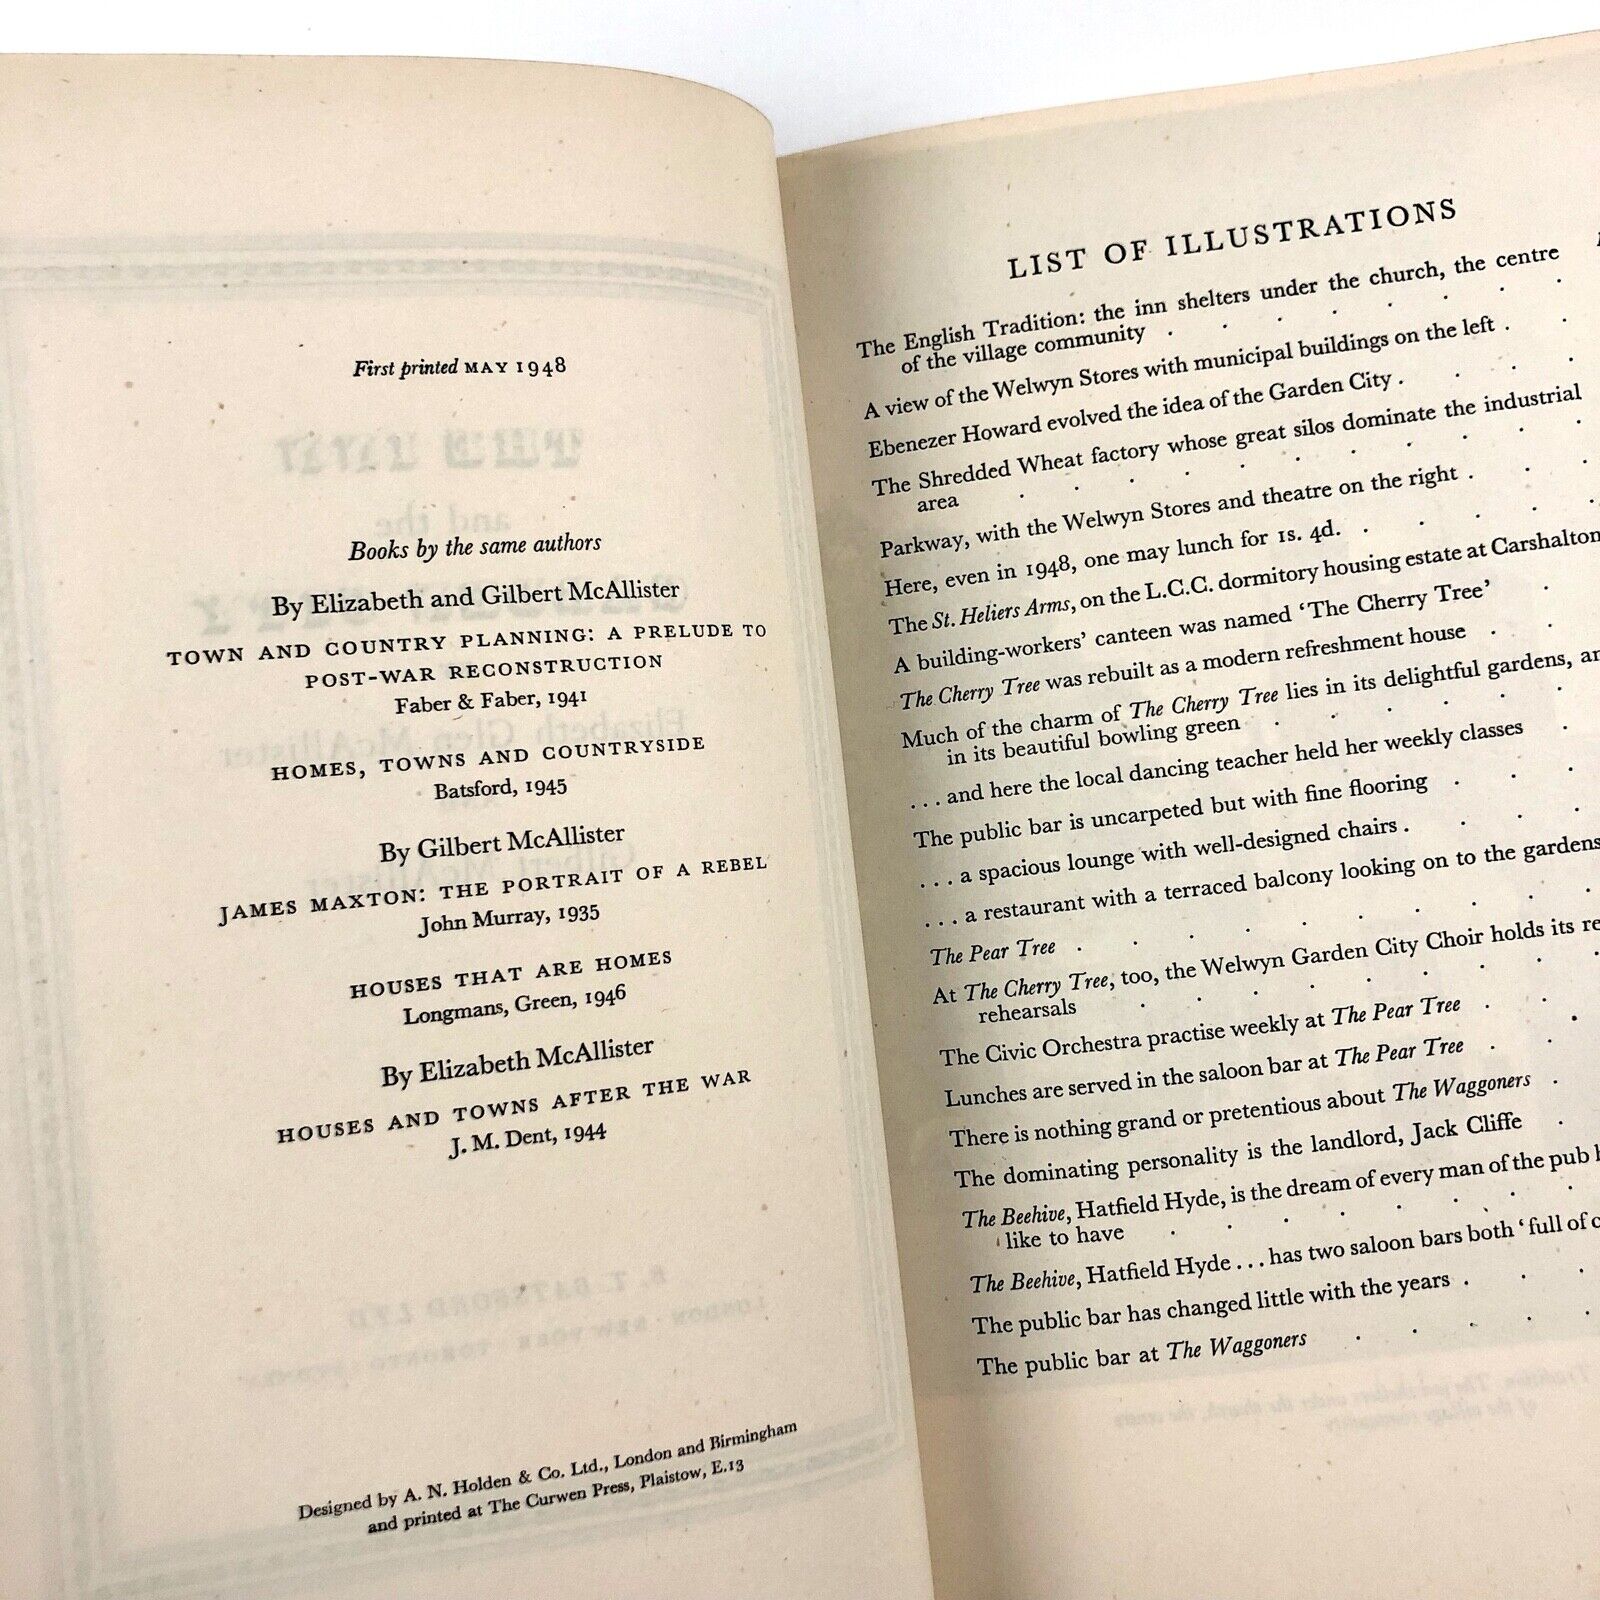 First printed MAY 1948
Books by the same authors
By Elizabeth and Gilbert McAllister
TOWN AND COUNTRY PLANNING: A PRELUDE TO
POST-WAR RECONSTRUCTION
Faber & Faber, 1941
HOMES, TOWNS AND COUNTRYSIDE
Batsford, 1945
By Gilbert McAllister
JAMES MAXTON: THE PORTRAIT OF A REBEL
John Murray, 1935
HOUSES THAT ARE HOMES
Longmans, Green, 1946
By Elizabeth McAllister
HOUSES AND TOWNS AFTER THE WAR
J. M. Dent, 1944
Designed by A. N. Holden & Co. Ltd., London and Birmingham
and printed at The Curwen Press, Plaistow, E.13
LIST OF ILLUSTRATIONS
The English Tradition: the inn shelters under the church, the centre
of the village community . . . . . . . .
A view of the Welwyn Stores with municipal buildings on the left . .
Ebenezer Howard evolved the idea of the Garden City . . . .
The Shredded Wheat factory whose great silos dominate the industrial
area . . . . . . . . . . .
Parkway, with the Welwyn Stores and theatre on the right . . .
Here, even in 1948, one may lunch for 1s. 4d. . . . . .
The St. Heliers Arms, on the L.C.C. dormitory housing estate at Carshalton
A building-workers' canteen was named 'The Cherry Tree' .
The Cherry Tree was rebuilt as a modern refreshment house . .
Much of the charm of The Cherry Tree lies in its delightful gardens,
in its beautiful bowling green . . . . . .
. . . and here the local dancing teacher held her weekly classes .
The public bar is uncarpeted but with fine flooring . . .
. . . a spacious lounge with well-designed chairs . . . .
. . . a restaurant with a terraced balcony looking on to the gardens
The Pear Tree . . . . . . . . . .
At The Cherry Tree, too, the Welwyn Garden City Choir holds its
rehearsals . . . . . . . . .
The Civic Orchestra practise weekly at The Pear Tree . .
Lunches are served in the saloon bar at The Pear Tree . .
There is nothing grand or pretentious about The Waggoners .
The dominating personality is the landlord, Jack Cliffe .
The Beehive, Hatfield Hyde, is the dream of every man of the pub
like to have . . . . . . . .
The Beehive, Hatfield Hyde . . . has two saloon bars both 'full of
The public bar has changed little with the years . . .
The public bar at The Waggoners . . . . .